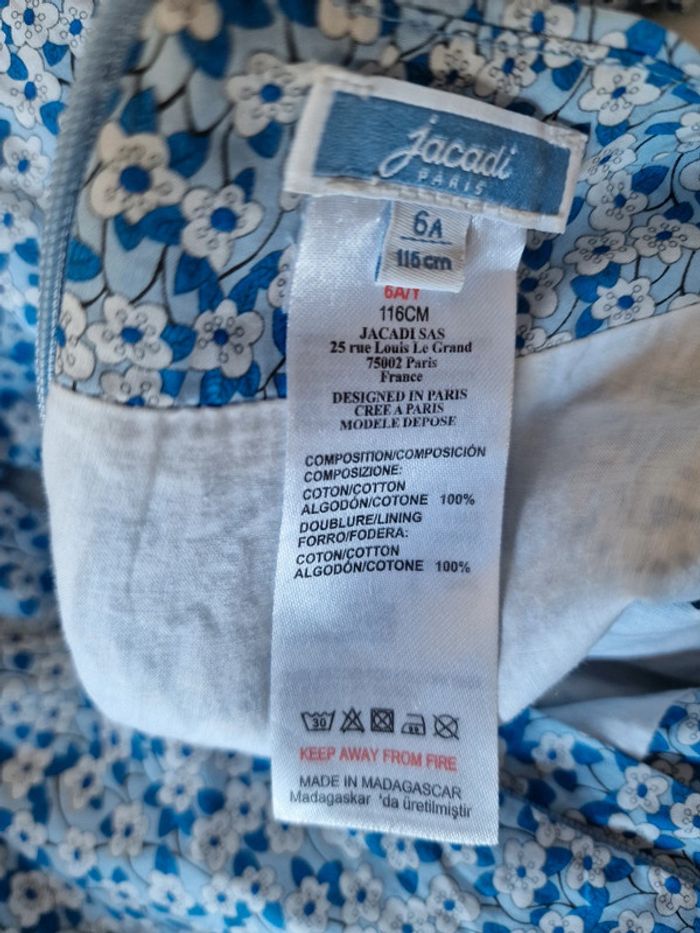 jacadi
PARIS
6A
116 cm
6A/Y
116CM
JACADI SAS
25 rue Louis Le Grand
75002 Paris
France
DESIGNED IN PARIS
CREE A PARIS
MODELE DEPOSE
COMPOSITION/COMPOSICIÓN
COMPOSIZIONE:
COTON/COTTON
ALGODÓN/COTONE 100%
DOUBLURE/LINING
FORRO/FODERA:
COTON/COTTON
ALGODÓN/COTONE 100%
30
KEEP AWAY FROM FIRE
MADE IN MADAGASCAR
Madagaskar 'da üretilmiştir